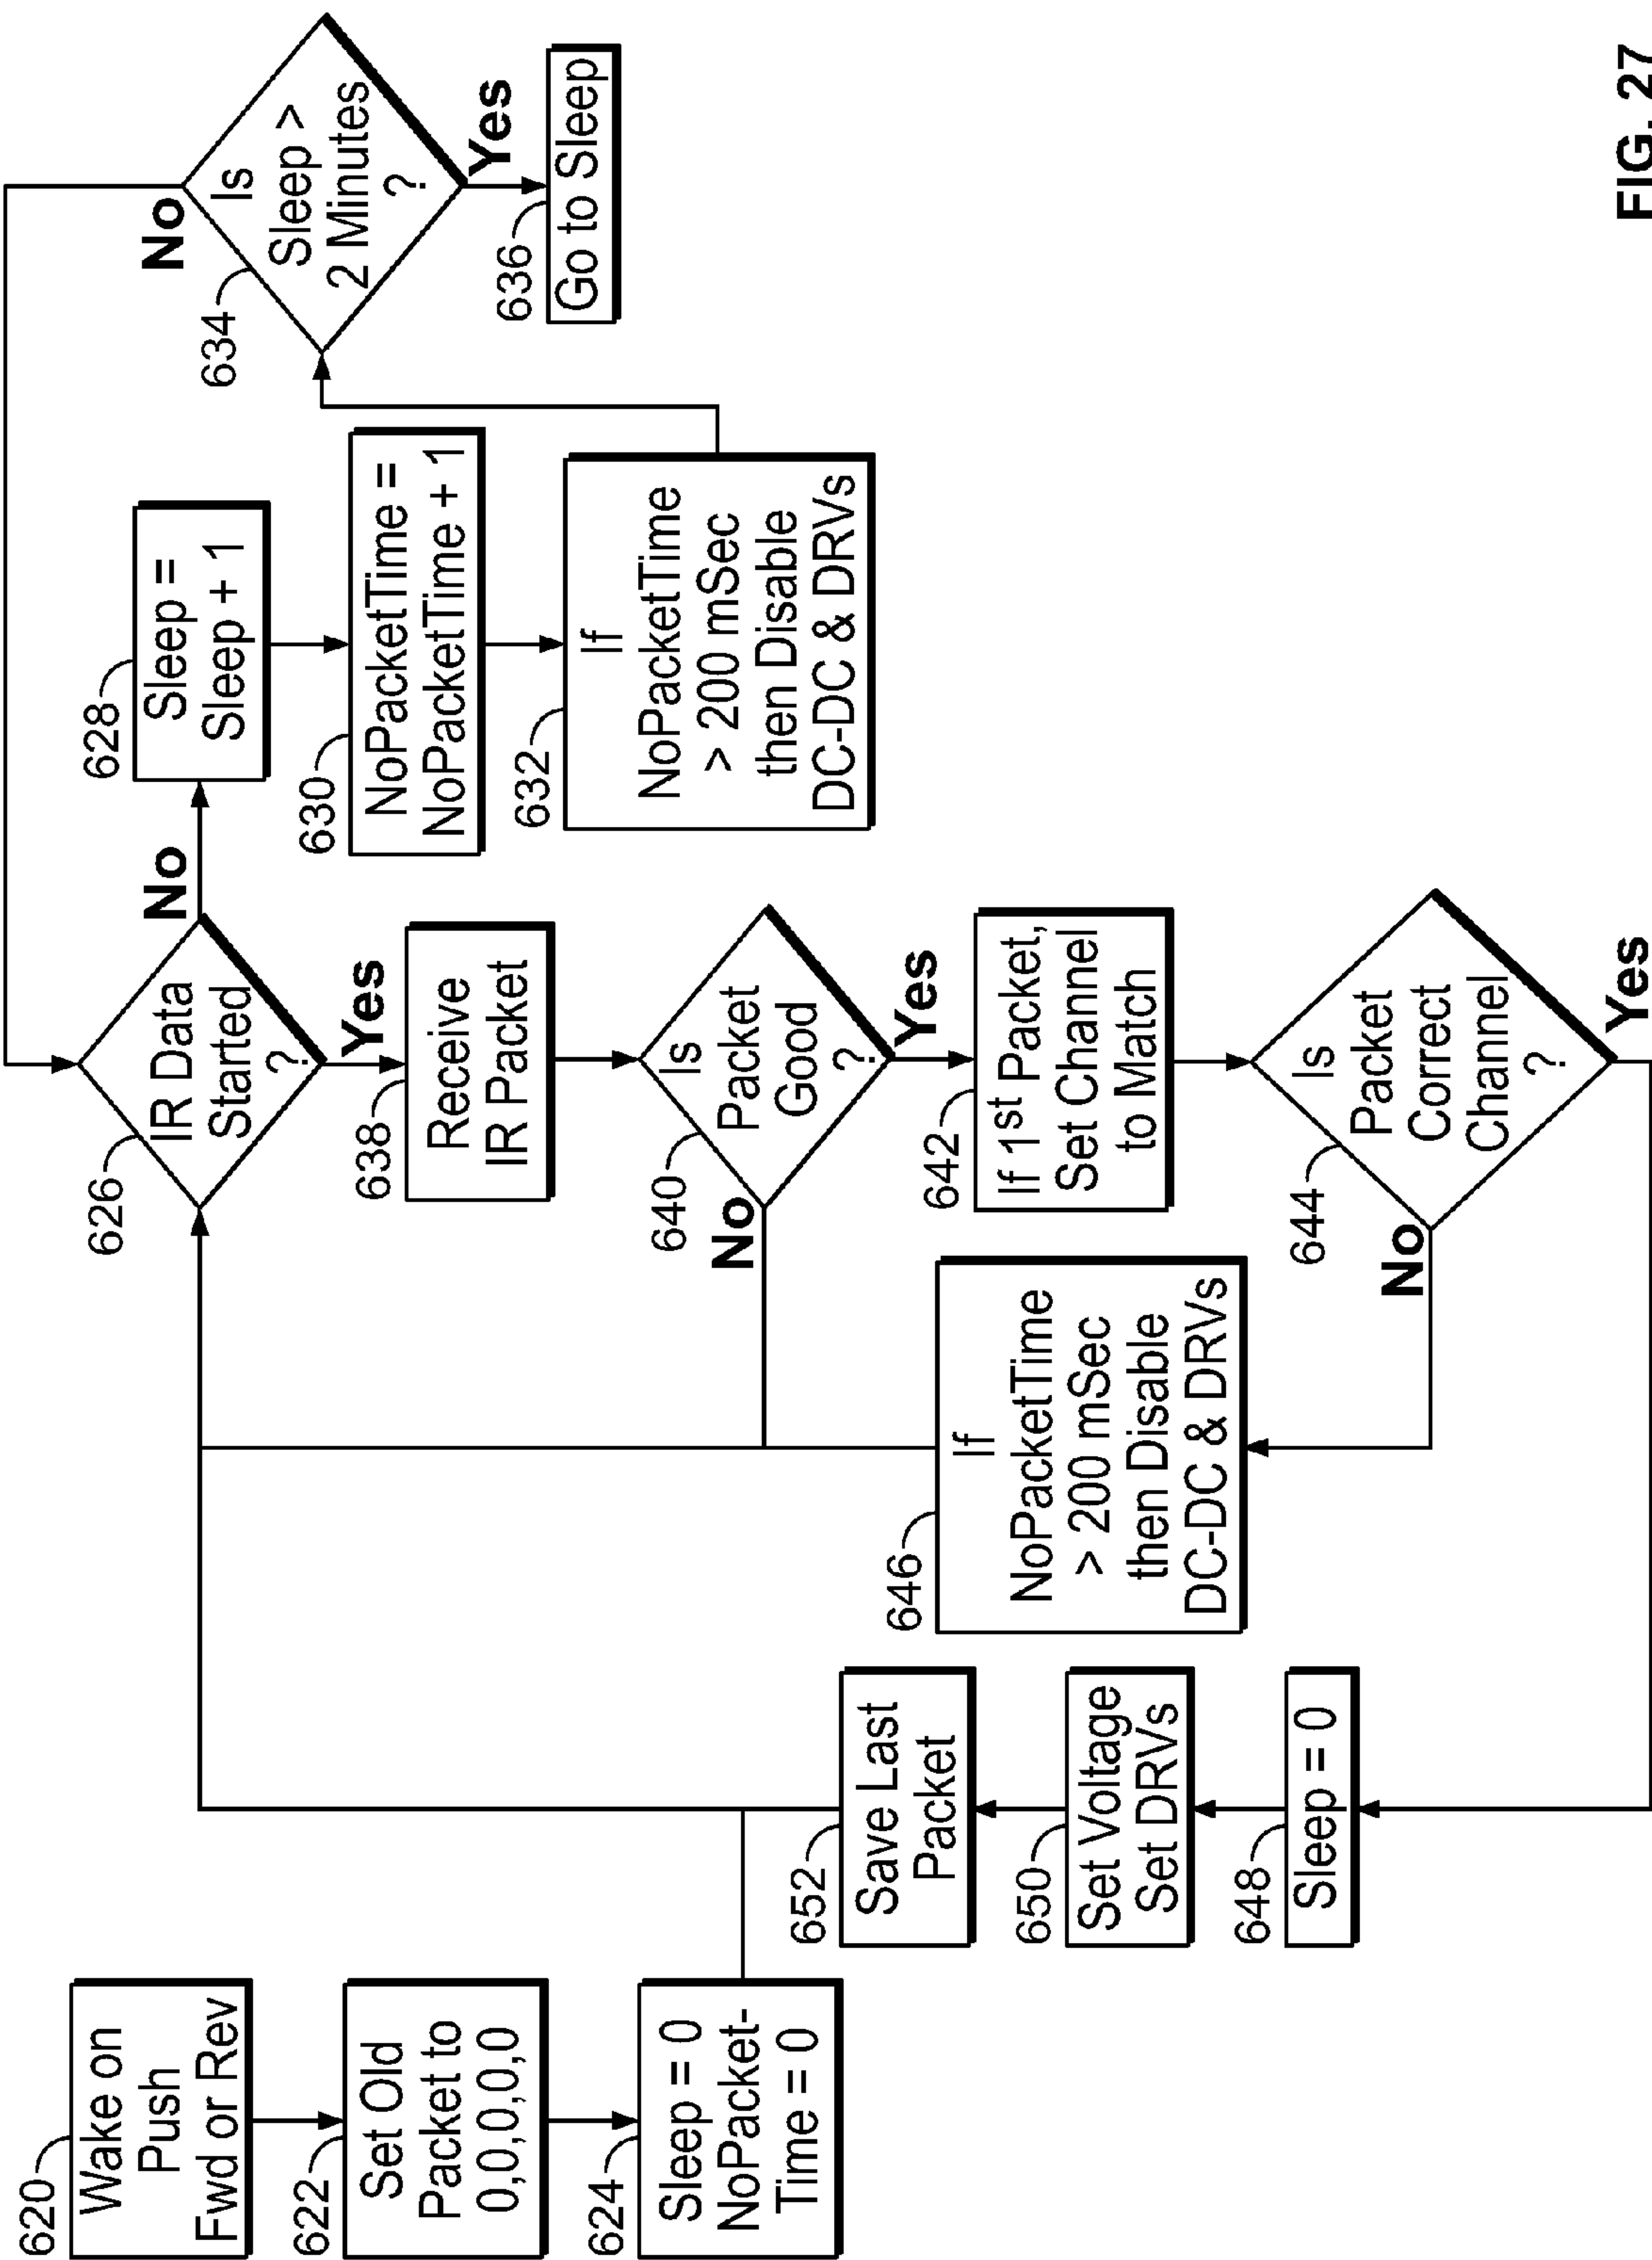 620
Wake on
Push
Fwd or Rev
622
Set Old
Packet to
0,0,0,0,0,0
624
Sleep = 0
NoPacket-
Time = 0
626
IR Data
Started
?
No
Yes
628
Sleep =
Sleep + 1
630
NoPacketTime =
NoPacketTime + 1
632
If
NoPacketTime
> 200 mSec
then Disable
DC-DC & DRVs
634
Is
Sleep >
2 Minutes
?
No
Yes
636
Go to Sleep
638
Receive
IR Packet
640
Is
Packet
Good
?
No
Yes
642
If 1st Packet,
Set Channel
to Match
644
Is
Packet
Correct
Channel
?
No
Yes
646
If
NoPacketTime
> 200 mSec
then Disable
DC-DC & DRVs
648
Sleep = 0
650
Set Voltage
Set DRVs
652
Save Last
Packet
FIG. 27